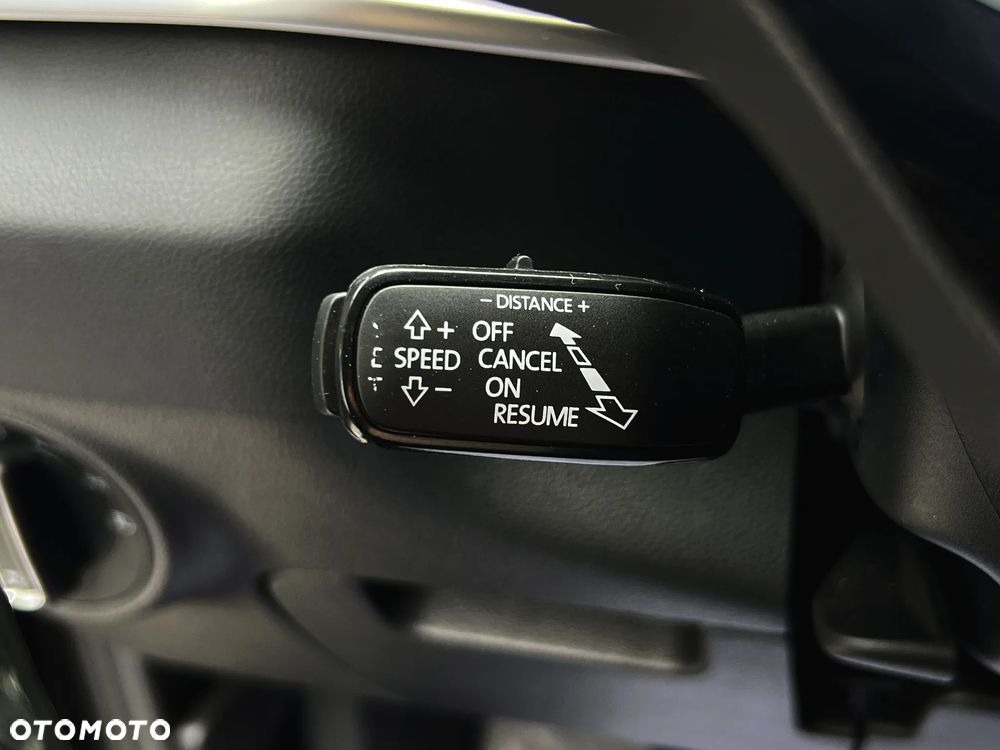 - DISTANCE +
+ OFF
SPEED CANCEL
- ON
RESUME
OTOMOTO